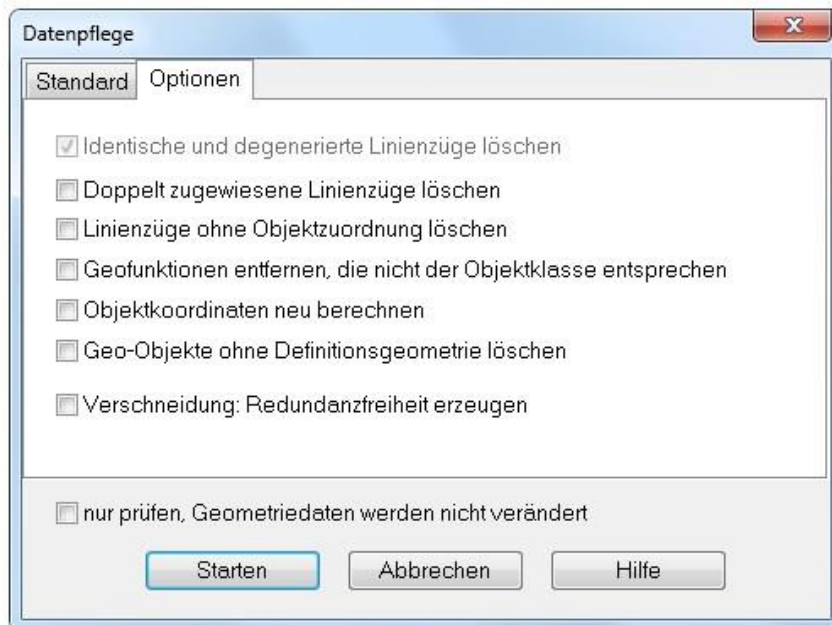 Datenpflege
Standard Optionen
Identische und degenerierte Linienzüge löschen
Doppelt zugewiesene Linienzüge löschen
Linienzüge ohne Objektzuordnung löschen
Geofunktionen entfernen, die nicht der Objektklasse entsprechen
Objektkoordinaten neu berechnen
Geo-Objekte ohne Definitionsgeometrie löschen
Verschneidung: Redundanzfreiheit erzeugen
nur prüfen, Geometriedaten werden nicht verändert
Starten Abbrechen Hilfe